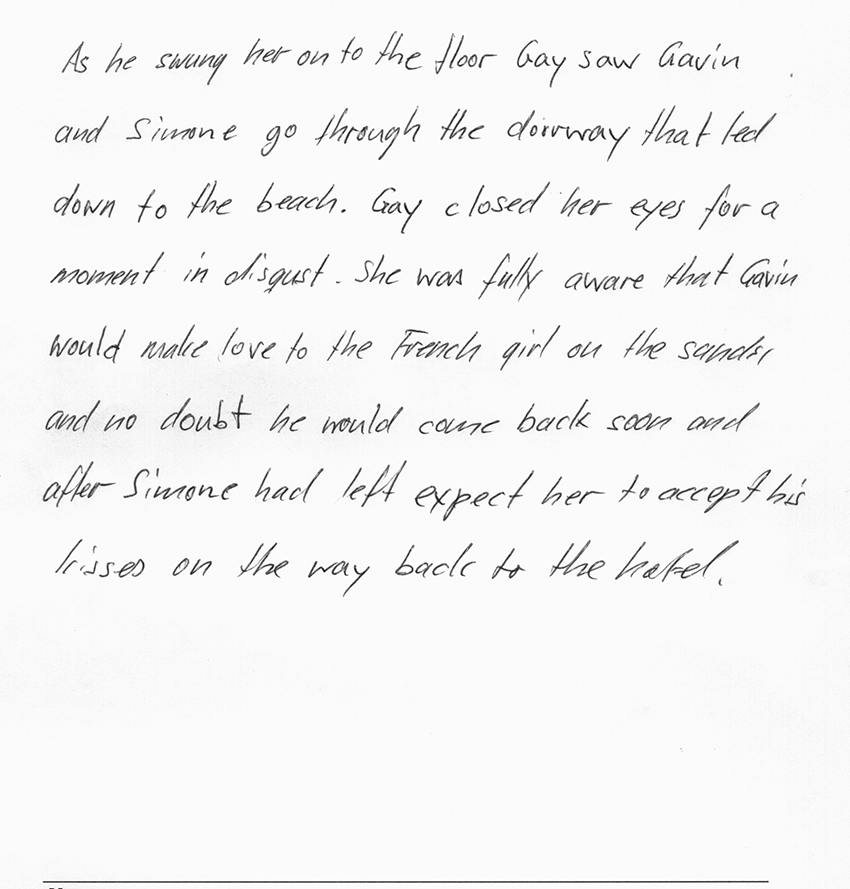 As he swung her on to the floor Gay saw Gavin
and Simone go through the doorway that led
down to the beach. Gay closed her eyes for a
moment in disgust. She was fully aware that Gavin
would make love to the French girl on the sands,
and no doubt he would come back soon and
after Simone had left expect her to accept his
kisses on the way back to the hotel.